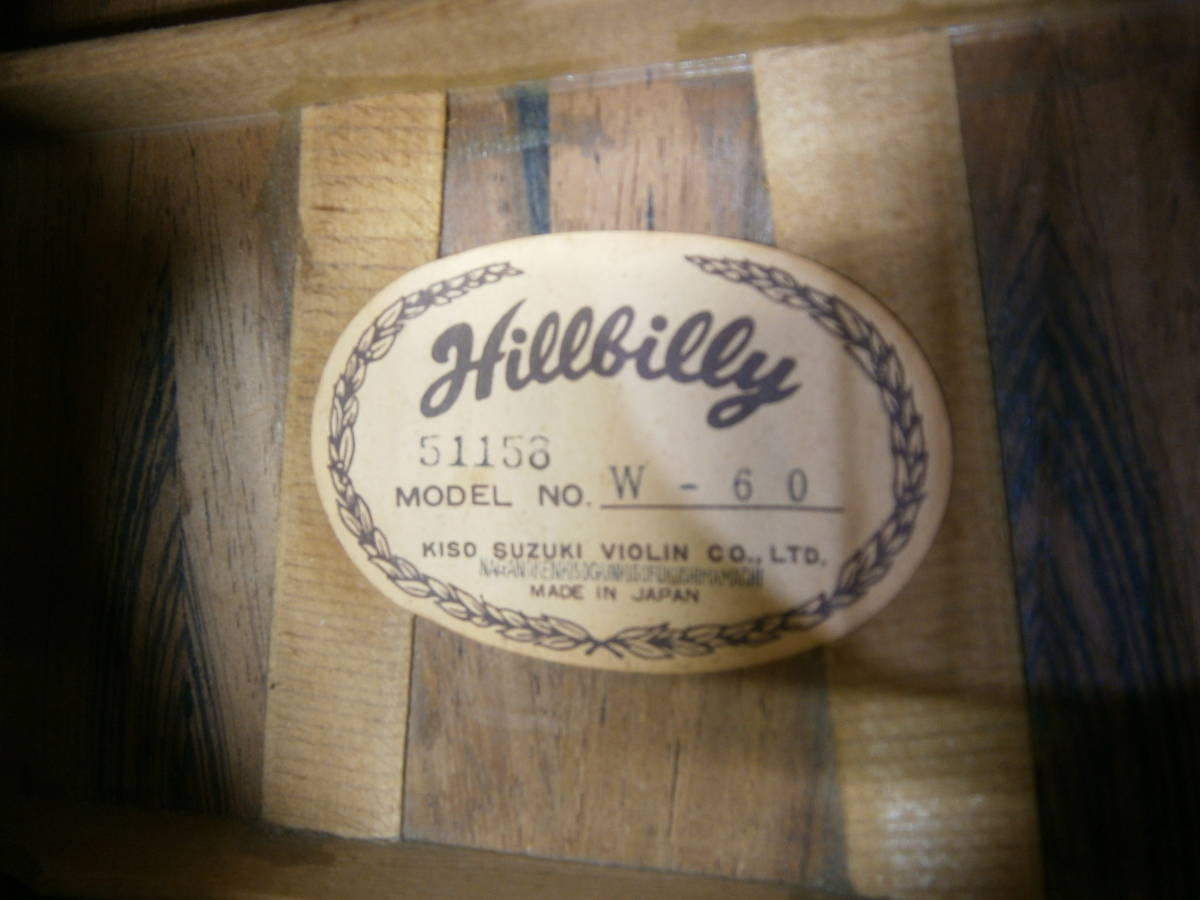 Hillbilly
51158
MODEL NO. W - 60
KISO SUZUKI VIOLIN CO., LTD.
MADE IN JAPAN